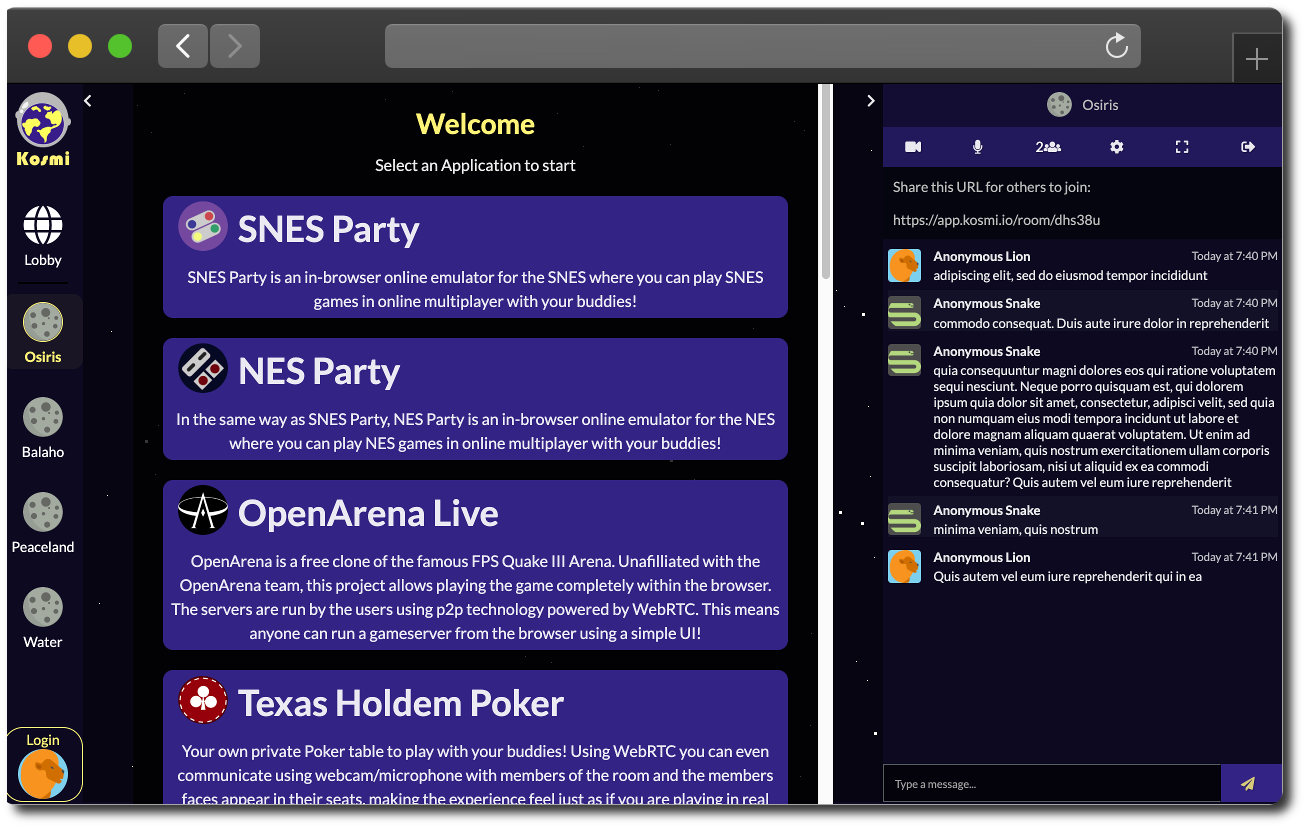 Kosmi
Lobby
Osiris
Balaho
Peaceland
Water
Login
Welcome
Select an Application to start
SNES Party
SNES Party is an in-browser online emulator for the SNES where you can play SNES
games in online multiplayer with your buddies!
NES Party
In the same way as SNES Party, NES Party is an in-browser online emulator for the NES
where you can play NES games in online multiplayer with your buddies!
OpenArena Live
OpenArena is a free clone of the famous FPS Quake III Arena. Unafilliated with the
OpenArena team, this project allows playing the game completely within the browser.
The servers are run by the users using p2p technology powered by WebRTC. This means
anyone can run a gameserver from the browser using a simple UI!
Texas Holdem Poker
Your own private Poker table to play with your buddies! Using WebRTC you can even
communicate using webcam/microphone with members of the room and the members
faces appear in their seats, making the experience feel just as if you are playing in real
Osiris
2
Share this URL for others to join:
https://app.kosmi.io/room/dhs38u
Anonymous Lion Today at 7:40 PM
adipiscing elit, sed do eiusmod tempor incididunt
Anonymous Snake Today at 7:40 PM
commodo consequat. Duis aute irure dolor in reprehenderit
Anonymous Snake Today at 7:40 PM
quia consequuntur magni dolores eos qui ratione voluptatem
sequi nesciunt. Neque porro quisquam est, qui dolorem
ipsum quia dolor sit amet, consectetur, adipisci velit, sed quia
non numquam eius modi tempora incidunt ut labore et
dolore magnam aliquam quaerat voluptatem. Ut enim ad
minima veniam, quis nostrum exercitationem ullam corporis
suscipit laboriosam, nisi ut aliquid ex ea commodi
consequatur? Quis autem vel eum iure reprehenderit
Anonymous Snake Today at 7:41 PM
minima veniam, quis nostrum
Anonymous Lion Today at 7:41 PM
Quis autem vel eum iure reprehenderit qui in ea
Type a message...